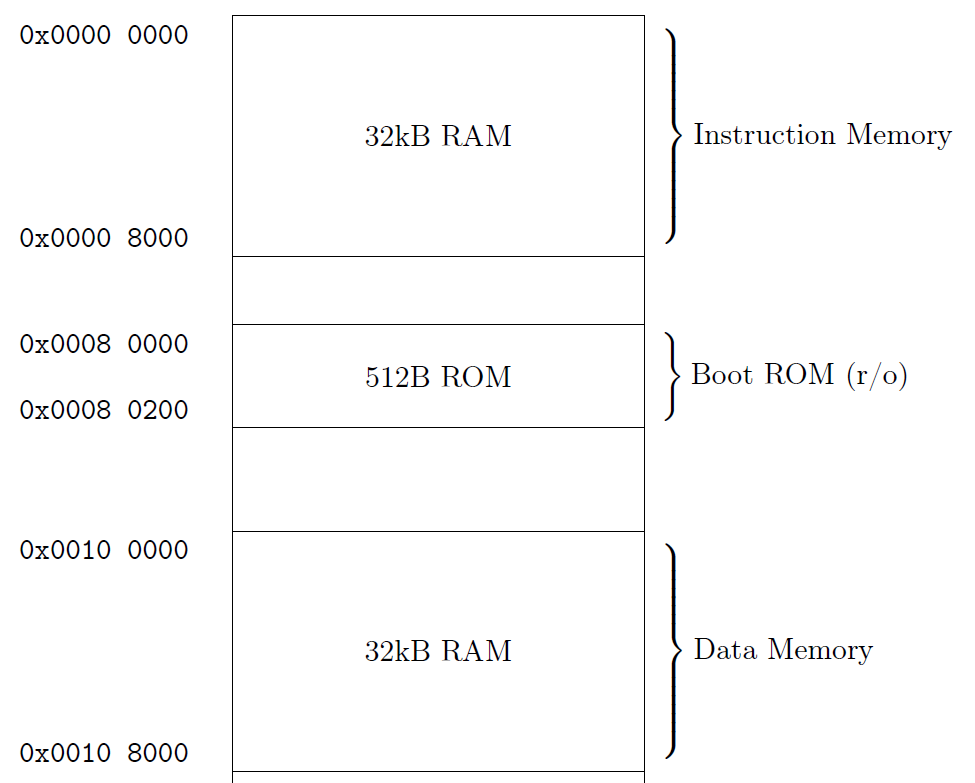 0x0000 0000
32kB RAM
Instruction Memory
0x0000 8000
0x0008 0000
512B ROM
Boot ROM (r/o)
0x0008 0200
0x0010 0000
32kB RAM
Data Memory
0x0010 8000